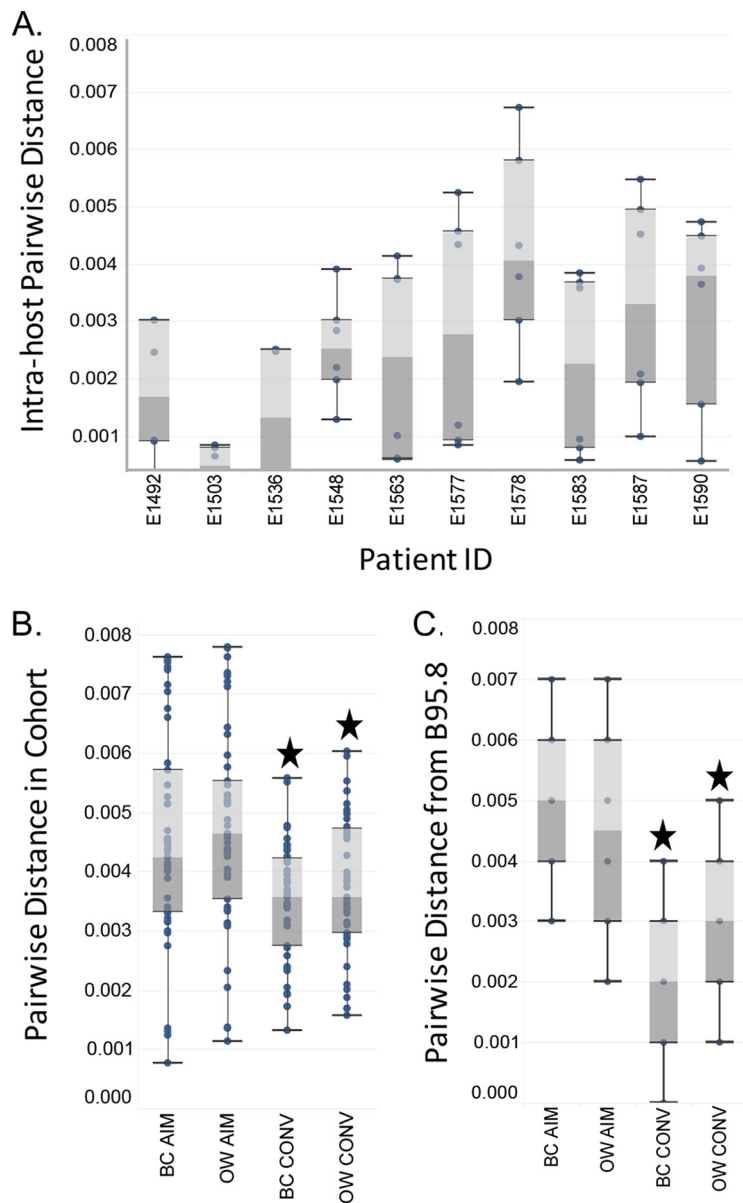 A.
Intra-host Pairwise Distance
0.008
0.007
0.006
0.005
0.004
0.003
0.002
0.001
E1492
E1503
E1536
E1548
E1663
E1577
E1578
E1583
E1587
E1590
Patient ID
B.
Pairwise Distance in Cohort
0.008
0.007
0.006
0.005
0.004
0.003
0.002
0.001
0.000
BC AIM
OW AIM
BC CONV
OW CONV
C.
Pairwise Distance from B95.8
0.008
0.007
0.006
0.005
0.004
0.003
0.002
0.001
0.000
BC AIM
OW AIM
BC CONV
OW CONV